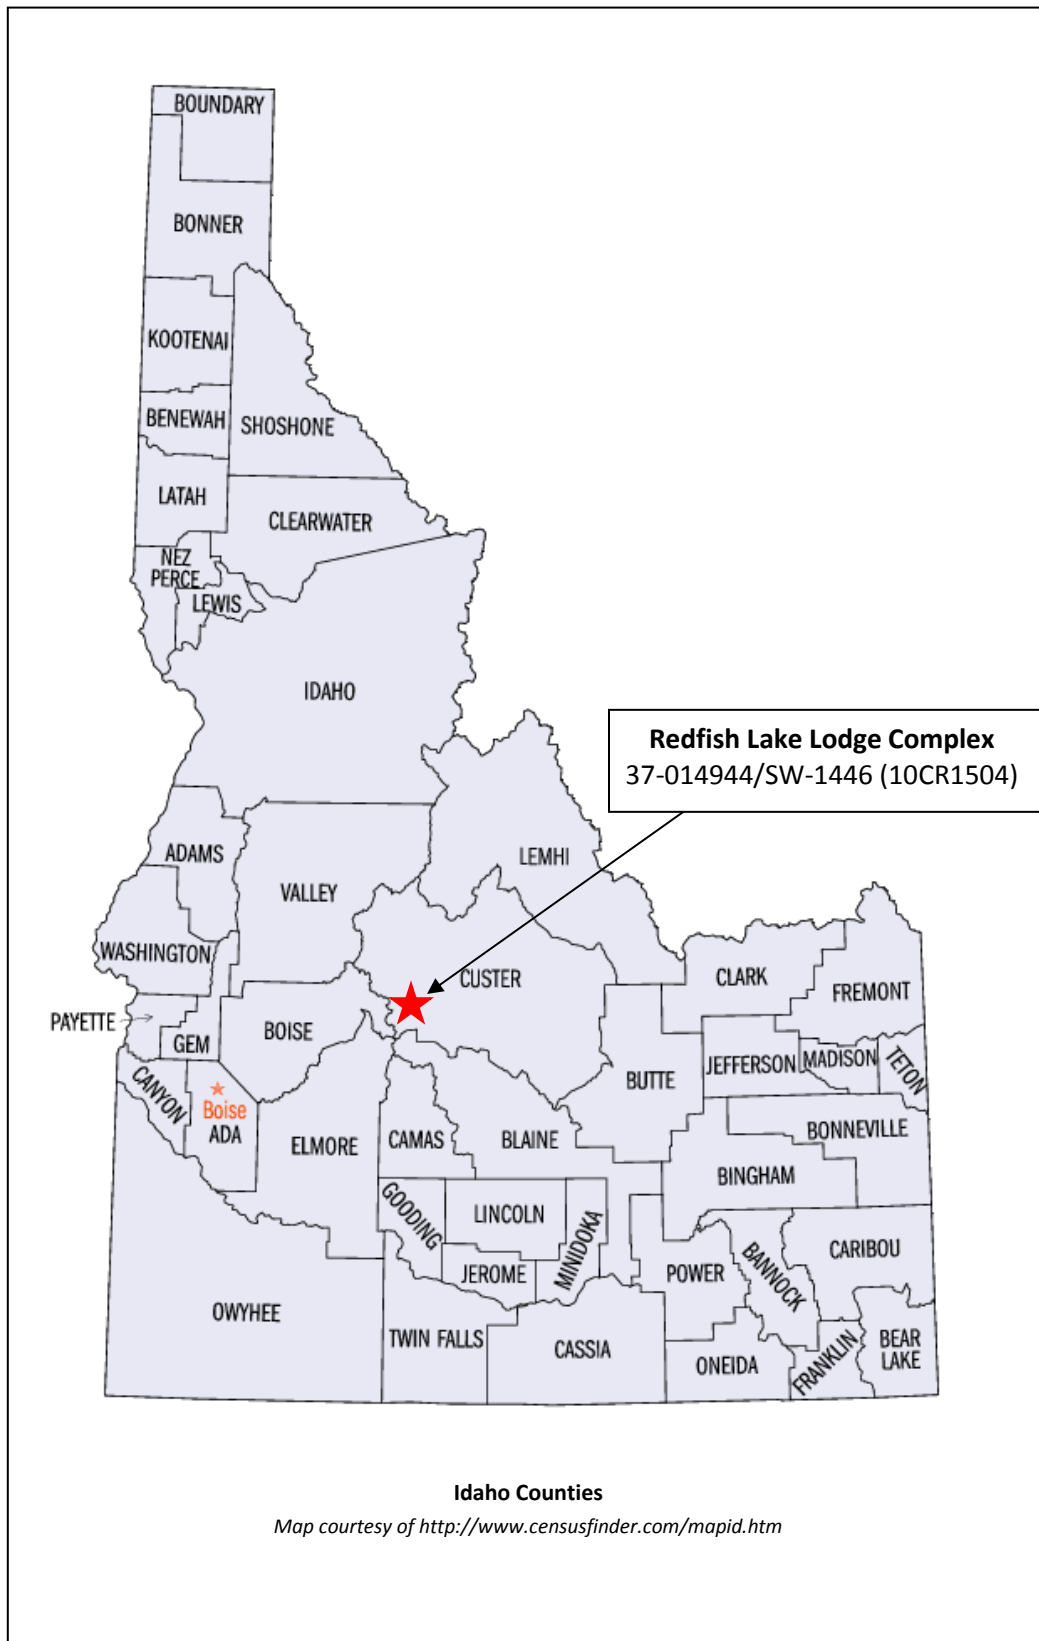 BOUNDARY
BONNER
KOOTENAI
BENEWAH
SHOSHONE
LATAH
CLEARWATER
NEZ
PERCE
LEWIS
IDAHO
Redfish Lake Lodge Complex
37-014944/SW-1446 (10CR1504)
ADAMS
LEMHI
VALLEY
WASHINGTON
CUSTER
CLARK
FREMONT
PAYETTE
GEM
BOISE
BUTTE
JEFFERSON
MADISON
TETON
CANYON
Boise
ADA
ELMORE
CAMAS
BLAINE
BONNEVILLE
BINGHAM
GOODING
LINCOLN
MINIDOKA
JEROME
POWER
BANNOCK
CARIBOU
OWYHEE
TWIN FALLS
CASSIA
ONEIDA
FRANKLIN
BEAR
LAKE
Idaho Counties
Map courtesy of http://www.censusfinder.com/mapid.htm